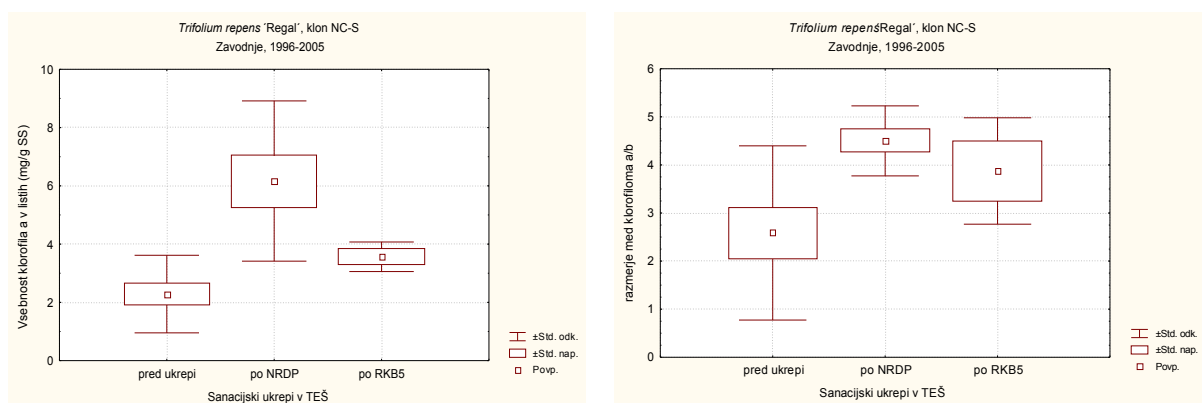 Trifolium repens ´Regal´, klon NC-S
Zavodnje, 1996-2005
Vsebnost klorofila a v listih (mg/g SS)
10
8
6
4
2
0
pred ukrepi po NRDP po RKB5
Sanacijski ukrepi v TEŠ
±Std. odk.
±Std. nap.
Povp.
Trifolium repens´Regal´, klon NC-S
Zavodnje, 1996-2005
razmerje med klorofiloma a/b
6
5
4
3
2
1
0
pred ukrepi po NRDP po RKB5
Sanacijski ukrepi v TEŠ
±Std. odk.
±Std. nap.
Povp.